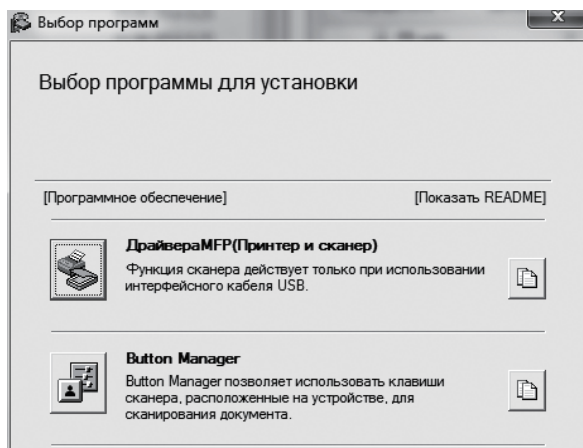 Выбор программ
Выбор программы для установки
[Программное обеспечение] [Показать README]
ДрайвераMFP(Принтер и сканер)
Функция сканера действует только при использовании
интерфейсного кабеля USB.
Button Manager
Button Manager позволяет использовать клавиши
сканера, расположенные на устройстве, для
сканирования документа.